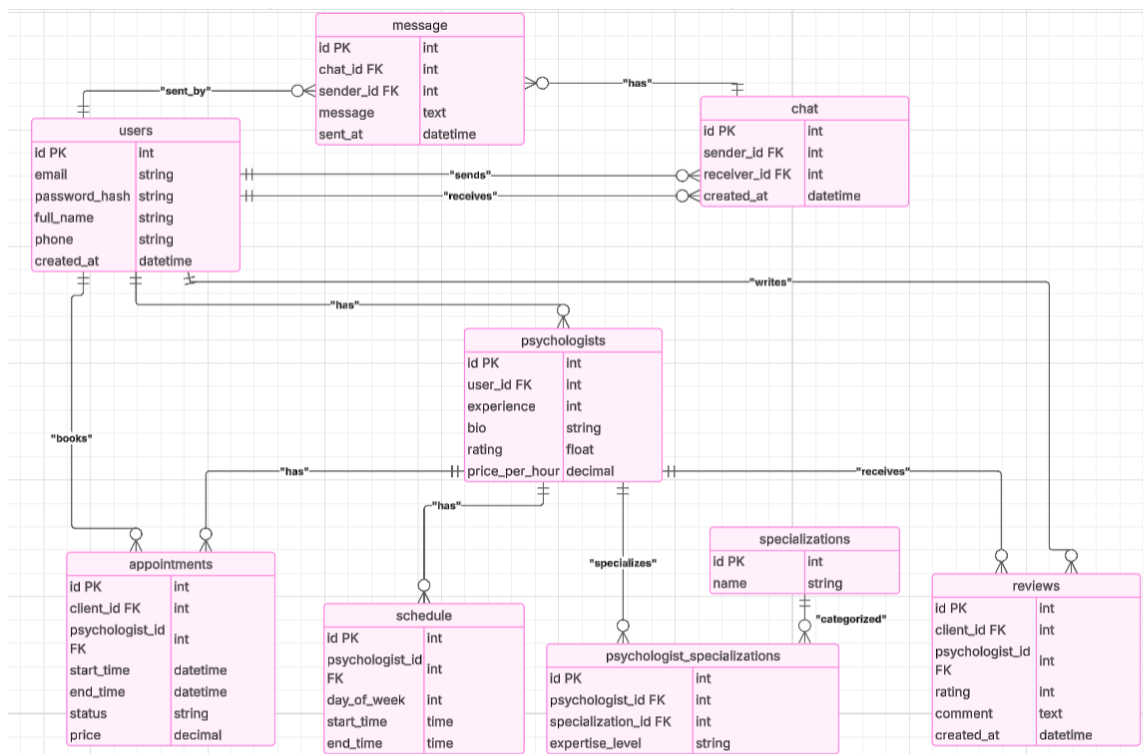 message
id PK int
chat_id FK int
sender_id FK int
message text
sent_at datetime
"has"
"sent_by"
chat
id PK int
sender_id FK int
receiver_id FK int
created_at datetime
users
id PK int
email string
password_hash string
full_name string
phone string
created_at datetime
"sends"
"receives"
"writes"
"has"
psychologists
id PK int
user_id FK int
experience int
bio string
rating float
price_per_hour decimal
"books"
"has"
"has"
"receives"
"specializes"
specializations
id PK int
name string
"categorized"
appointments
id PK int
client_id FK int
psychologist_id
FK int
start_time datetime
end_time datetime
status string
price decimal
schedule
id PK int
psychologist_id
FK int
day_of_week int
start_time time
end_time time
psychologist_specializations
id PK int
psychologist_id FK int
specialization_id FK int
expertise_level string
reviews
id PK int
client_id FK int
psychologist_id
FK int
rating int
comment text
created_at datetime